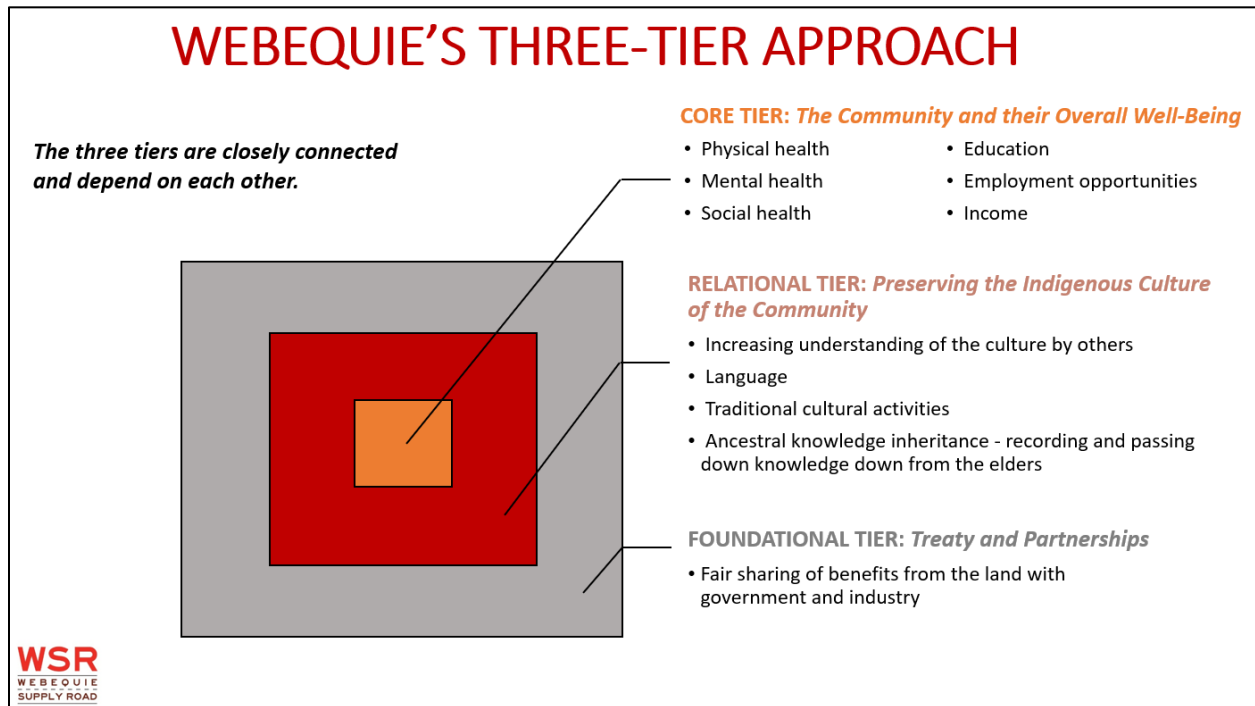 WEBEQUIE'S THREE-TIER APPROACH
The three tiers are closely connected
and depend on each other.
CORE TIER: The Community and their Overall Well-Being
• Physical health
• Mental health
• Social health
• Education
• Employment opportunities
• Income
RELATIONAL TIER: Preserving the Indigenous Culture
of the Community
• Increasing understanding of the culture by others
• Language
• Traditional cultural activities
• Ancestral knowledge inheritance - recording and passing
down knowledge down from the elders
FOUNDATIONAL TIER: Treaty and Partnerships
• Fair sharing of benefits from the land with
government and industry
WSR
WEBEQUIE
SUPPLY ROAD